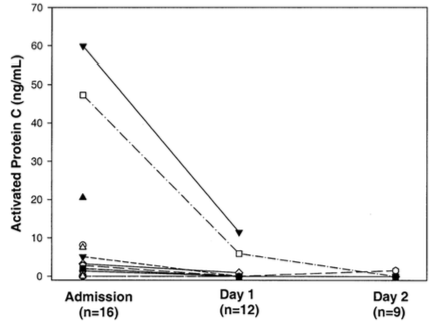 70
60
50
40
30
20
10
0
Activated Protein C (ng/mL)
Admission Day 1 Day 2
(n=16) (n=12) (n=9)